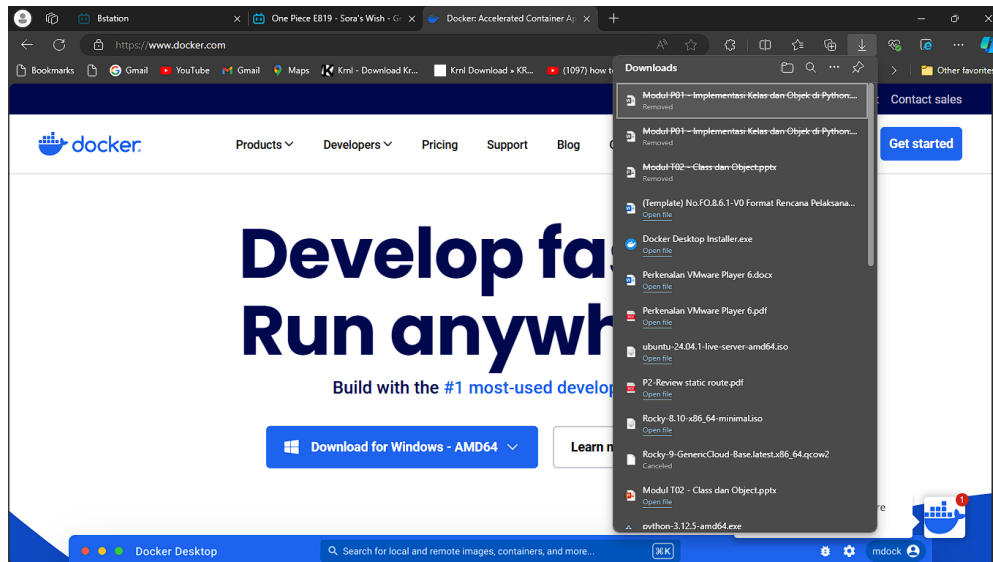 Bstation
One Piece E819 - Sora's Wish - G
Docker: Accelerated Container Ap
https://www.docker.com
Bookmarks
Gmail
YouTube
Gmail
Maps
Krnl - Download Kr...
Krnl Download » KR...
(1097) how t
Other favorites
Contact sales
docker
Products
Developers
Pricing
Support
Blog
Get started
Develop fa
Run anywh
Build with the #1 most-used develop
Download for Windows - AMD64
Learn
Docker Desktop
Search for local and remote images, containers, and more...
⌘K
mdock
1
re
Downloads
Modul P01 - Implementasi Kelas dan Objek di Python....
Removed
Modul P01 - Implementasi Kelas dan Objek di Python....
Removed
Modul T02 - Class dan Object.pptx
Removed
(Template) No.FO.8.6.1-V0 Format Rencana Pelaksana...
Open file
Docker Desktop Installer.exe
Open file
Perkenalan VMware Player 6.docx
Open file
Perkenalan VMware Player 6.pdf
Open file
ubuntu-24.04.1-live-server-amd64.iso
Open file
P2-Review static route.pdf
Open file
Rocky-8.10-x86_64-minimal.iso
Open file
Rocky-9-GenericCloud-Base.latest.x86_64.qcow2
Canceled
Modul T02 - Class dan Object.pptx
Open file
python-3.12.5-amd64.exe